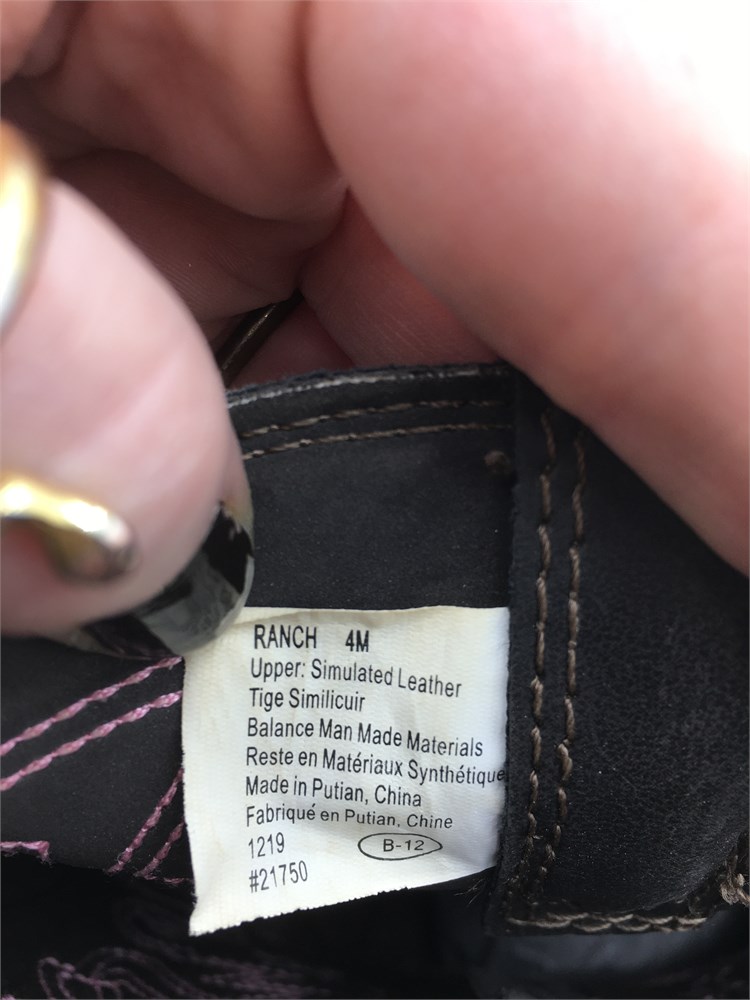 RANCH 4M
Upper: Simulated Leather
Tige Similicuir
Balance Man Made Materials
Reste en Matériaux Synthétique
Made in Putian, China
Fabriqué en Putian, Chine
1219 B-12
#21750